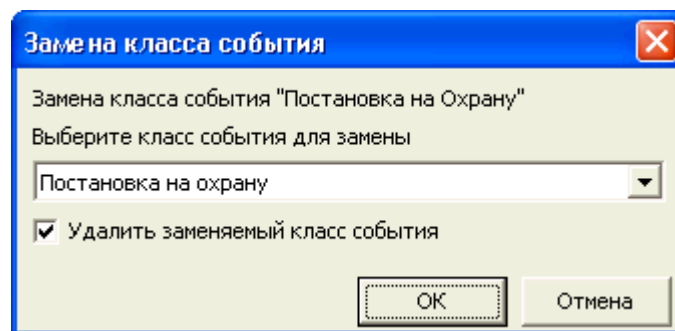 Замена класса события
Замена класса события "Постановка на Охрану"
Выберите класс события для замены
Постановка на охрану
Удалить заменяемый класс события
ОК
Отмена